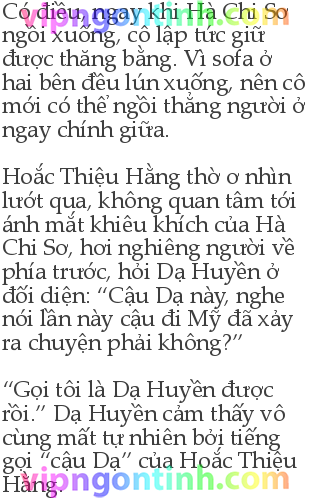 vipngontinh.com
Có điều, ngay khi Hà Chi Sơ
ngồi xuống, cô lập tức giữ
được thăng bằng. Vì sofa ở
hai bên đều lún xuống, nên cô
mới có thể ngồi thẳng người ở
ngay chính giữa.
Hoắc Thiệu Hằng thờ ơ nhìn
lướt qua, không quan tâm tới
ánh mắt khiêu khích của Hà
Chi Sơ, hơi nghiêng người về
phía trước, hỏi Dạ Huyền ở
đối diện: “Cậu Dạ này, nghe
nói lần này cậu đi Mỹ đã xảy
ra chuyện phải không?”
“Gọi tôi là Dạ Huyền được
rồi.” Dạ Huyền cảm thấy vô
cùng mất tự nhiên bởi tiếng
gọi “cậu Dạ” của Hoắc Thiệu
Hằng.
vipngontinh.com